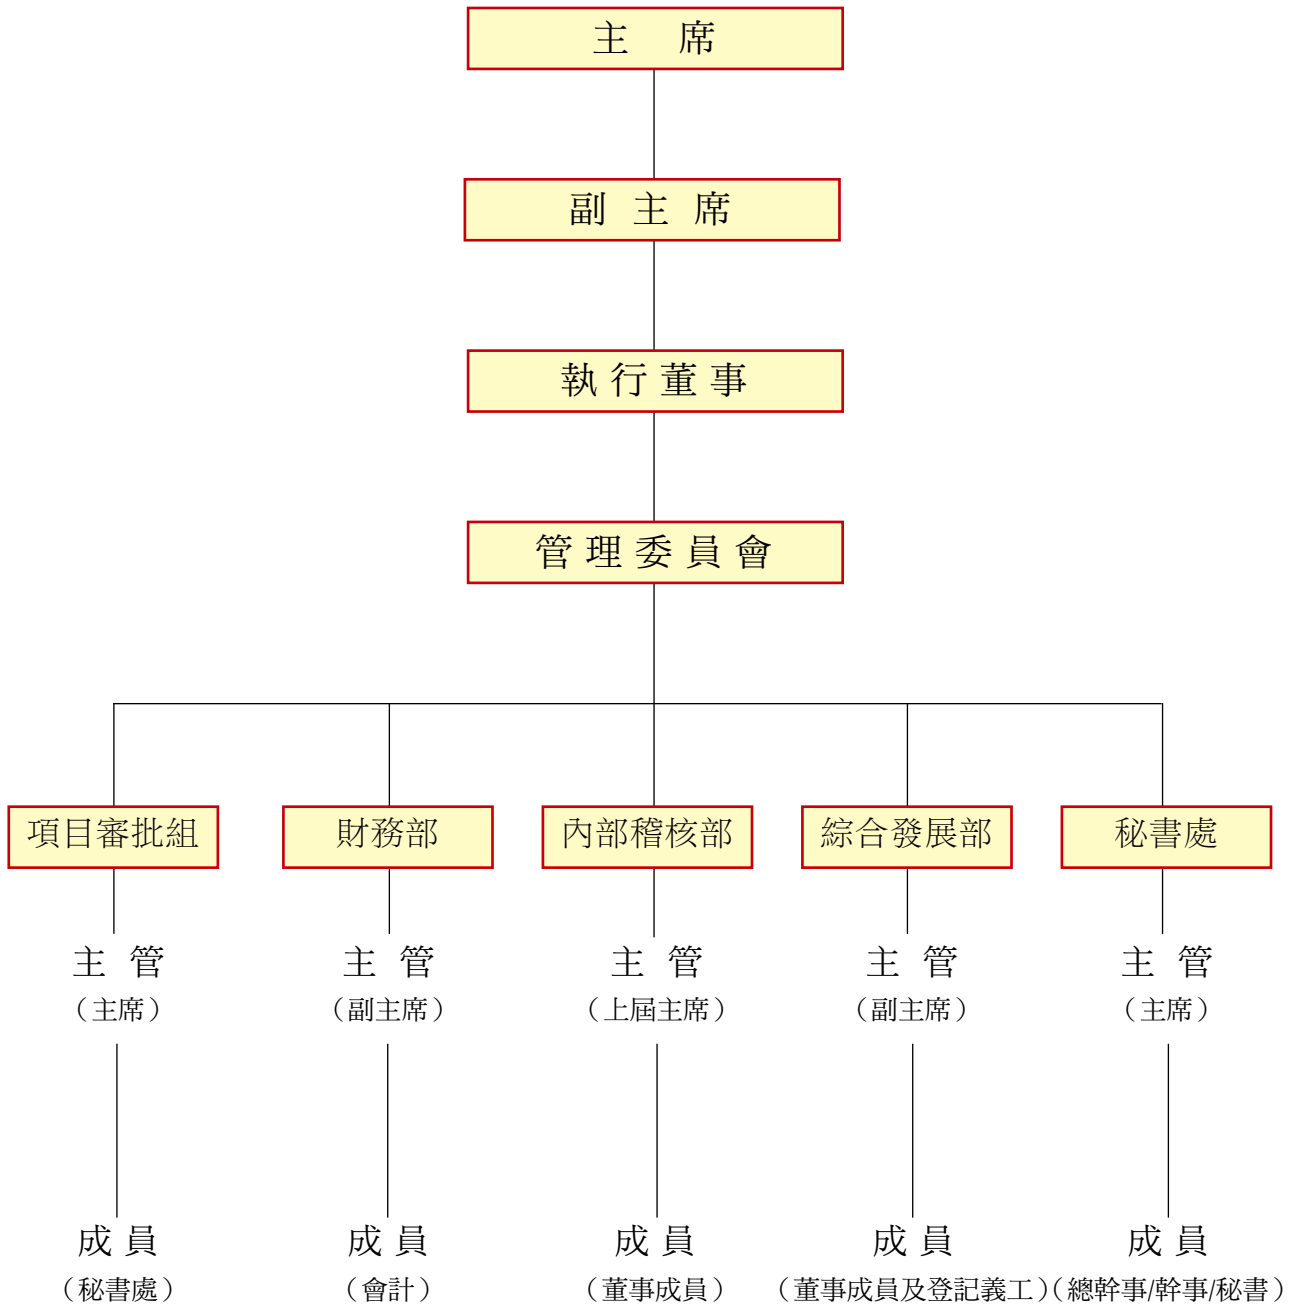 主 席
副 主 席
執 行 董 事
管 理 委 員 會
項目審批組 財務部 內部稽核部 綜合發展部 秘書處
主 管 主 管 主 管 主 管 主 管
（主席） （副主席） （上屆主席） （副主席） （主席）
成 員 成 員 成 員 成 員 成 員
（秘書處） （會計） （董事成員） （董事成員及登記義工） （總幹事/幹事/秘書）